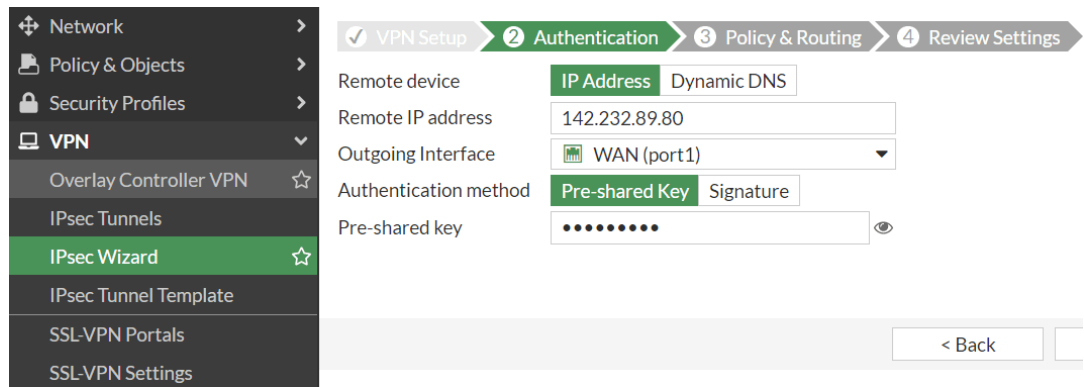 Network
Policy & Objects
Security Profiles
VPN
Overlay Controller VPN
IPsec Tunnels
IPsec Wizard
IPsec Tunnel Template
SSL-VPN Portals
SSL-VPN Settings
VPN Setup 2 Authentication 3 Policy & Routing 4 Review Settings
Remote device IP Address Dynamic DNS
Remote IP address 142.232.89.80
Outgoing Interface WAN (port1)
Authentication method Pre-shared Key Signature
Pre-shared key •••••••••
< Back